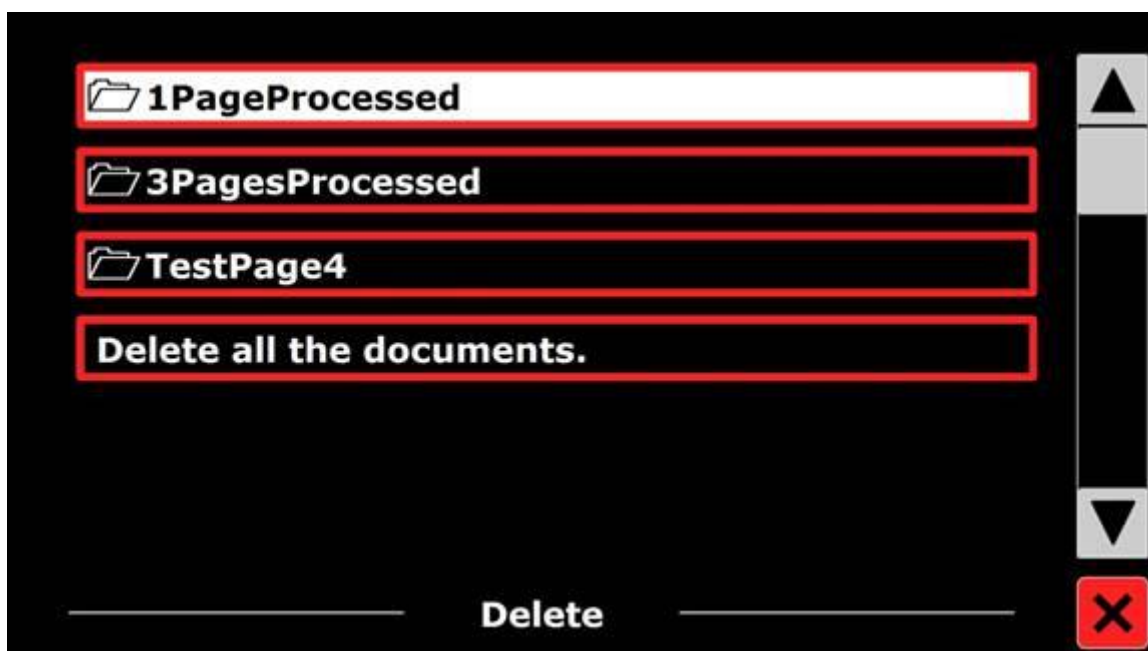 1PageProcessed
3PagesProcessed
TestPage4
Delete all the documents.
Delete